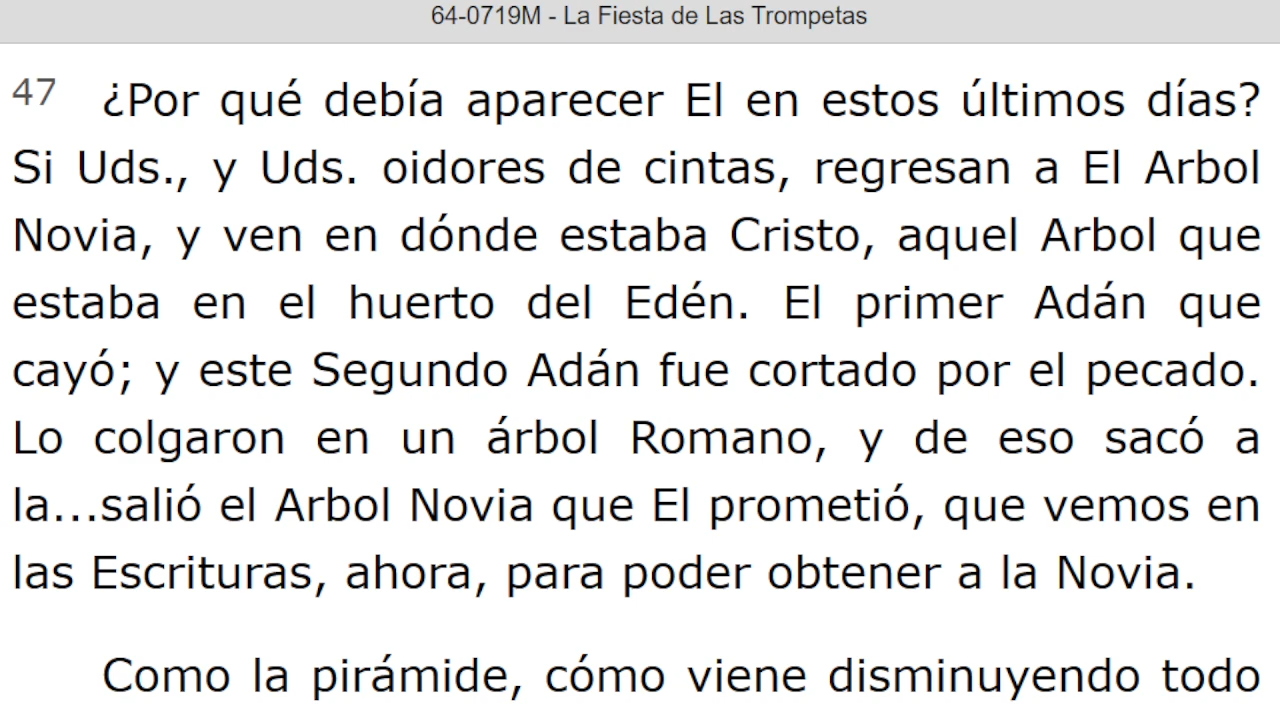 64-0719M - La Fiesta de Las Trompetas
47 ¿Por qué debía aparecer El en estos últimos días?
Si Uds., y Uds. oidores de cintas, regresan a El Arbol
Novia, y ven en dónde estaba Cristo, aquel Arbol que
estaba en el huerto del Edén. El primer Adán que
cayó; y este Segundo Adán fue cortado por el pecado.
Lo colgaron en un árbol Romano, y de eso sacó a
la...salió el Arbol Novia que El prometió, que vemos en
las Escrituras, ahora, para poder obtener a la Novia.
Como la pirámide, cómo viene disminuyendo todo